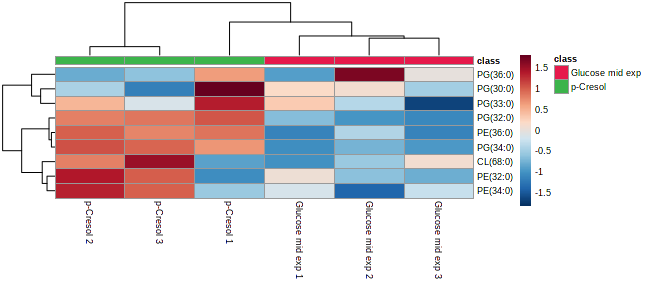 class
PG(36:0)
PG(30:0)
PG(33:0)
PG(32:0)
PE(36:0)
PG(34:0)
CL(68:0)
PE(32:0)
PE(34:0)
p-Cresol 2
p-Cresol 3
p-Cresol 1
Glucose mid exp 1
Glucose mid exp 2
Glucose mid exp 3
1.5
1
0.5
0
-0.5
-1
-1.5
class
Glucose mid exp
p-Cresol